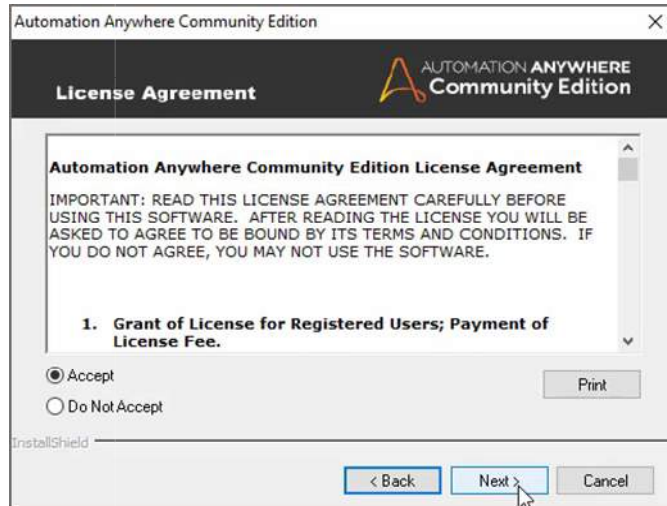 Automation Anywhere Community Edition
License Agreement
AUTOMATION ANYWHERE
Community Edition
Automation Anywhere Community Edition License Agreement
IMPORTANT: READ THIS LICENSE AGREEMENT CAREFULLY BEFORE
USING THIS SOFTWARE. AFTER READING THE LICENSE YOU WILL BE
ASKED TO AGREE TO BE BOUND BY ITS TERMS AND CONDITIONS. IF
YOU DO NOT AGREE, YOU MAY NOT USE THE SOFTWARE.
1. Grant of License for Registered Users; Payment of
License Fee.
Accept
Print
Do Not Accept
InstallShield
< Back
Next >
Cancel